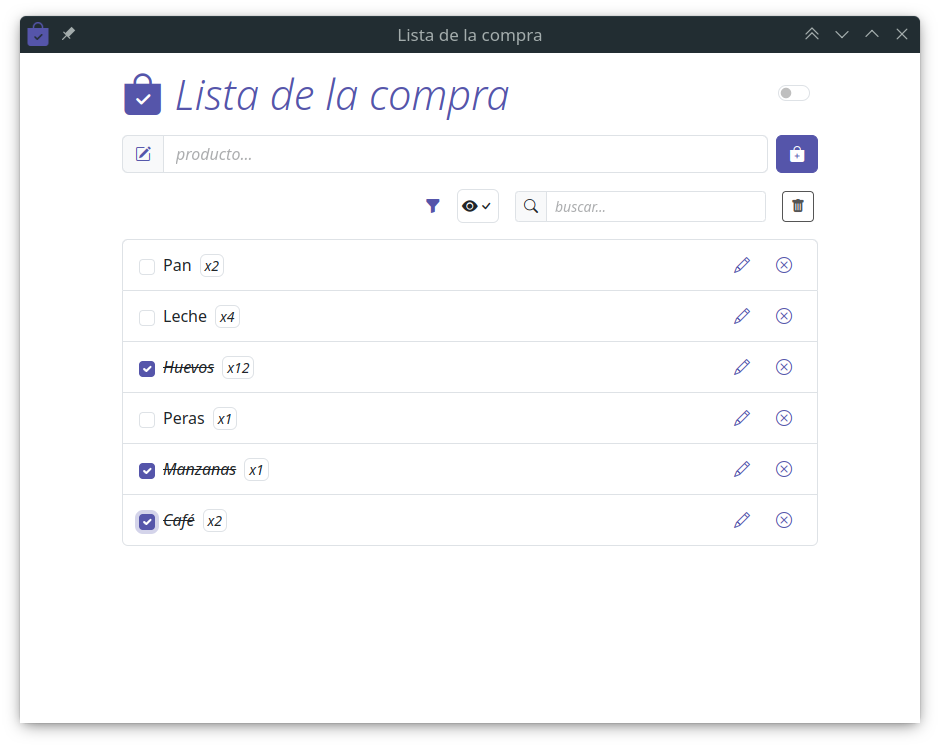 Lista de la compra
Lista de la compra
producto...
buscar...
Pan x2
Leche x4
Huevos x12
Peras x1
Manzanas x1
Café x2